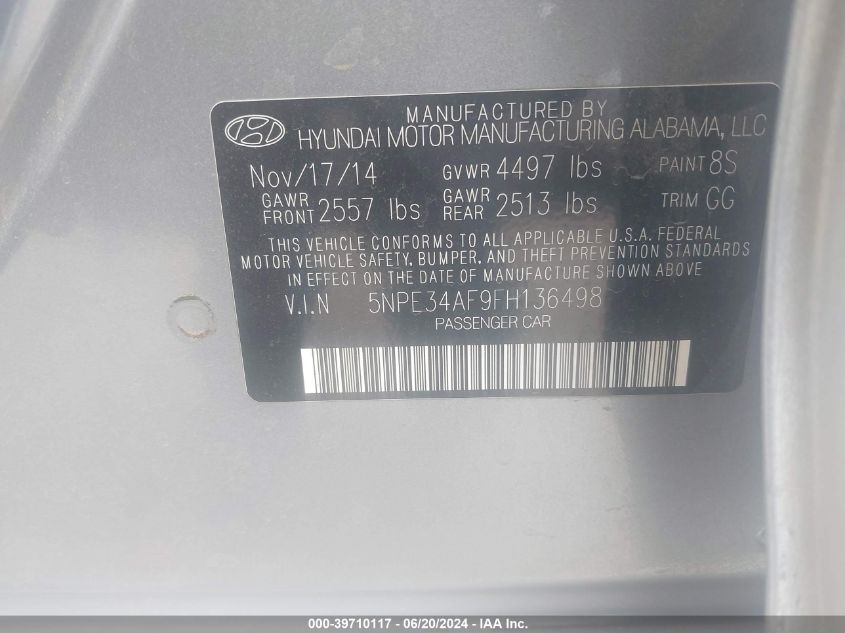 MANUFACTURED BY
HYUNDAI MOTOR MANUFACTURING ALABAMA, LLC
Nov/17/14 GVWR 4497 lbs PAINT 8S
GAWR FRONT 2557 lbs GAWR REAR 2513 lbs TRIM GG
THIS VEHICLE CONFORMS TO ALL APPLICABLE U.S.A. FEDERAL
MOTOR VEHICLE SAFETY, BUMPER, AND THEFT PREVENTION STANDARDS
IN EFFECT ON THE DATE OF MANUFACTURE SHOWN ABOVE
V.I.N 5NPE34AF9FH136498
PASSENGER CAR
000-39710117 - 06/20/2024 - IAA Inc.